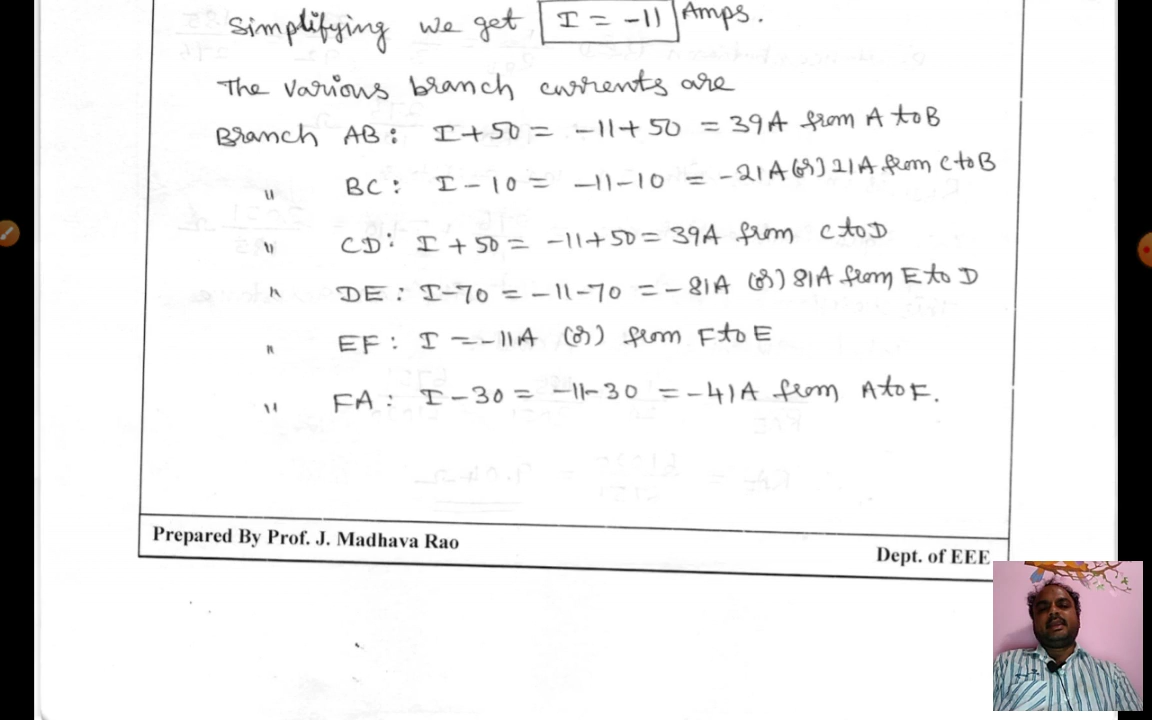 Simplifying we get I = -11 Amps.
The various branch currents are
Branch AB: I + 50 = -11 + 50 = 39A from A to B
" BC: I - 10 = -11 - 10 = -21A (or) 21A from C to B
" CD: I + 50 = -11 + 50 = 39A from C to D
" DE: I - 70 = -11 - 70 = -81A (or) 81A from E to D
" EF: I = -11A (or) from F to E
" FA: I - 30 = -11 - 30 = -41A from A to F.
Prepared By Prof. J. Madhava Rao
Dept. of EEE